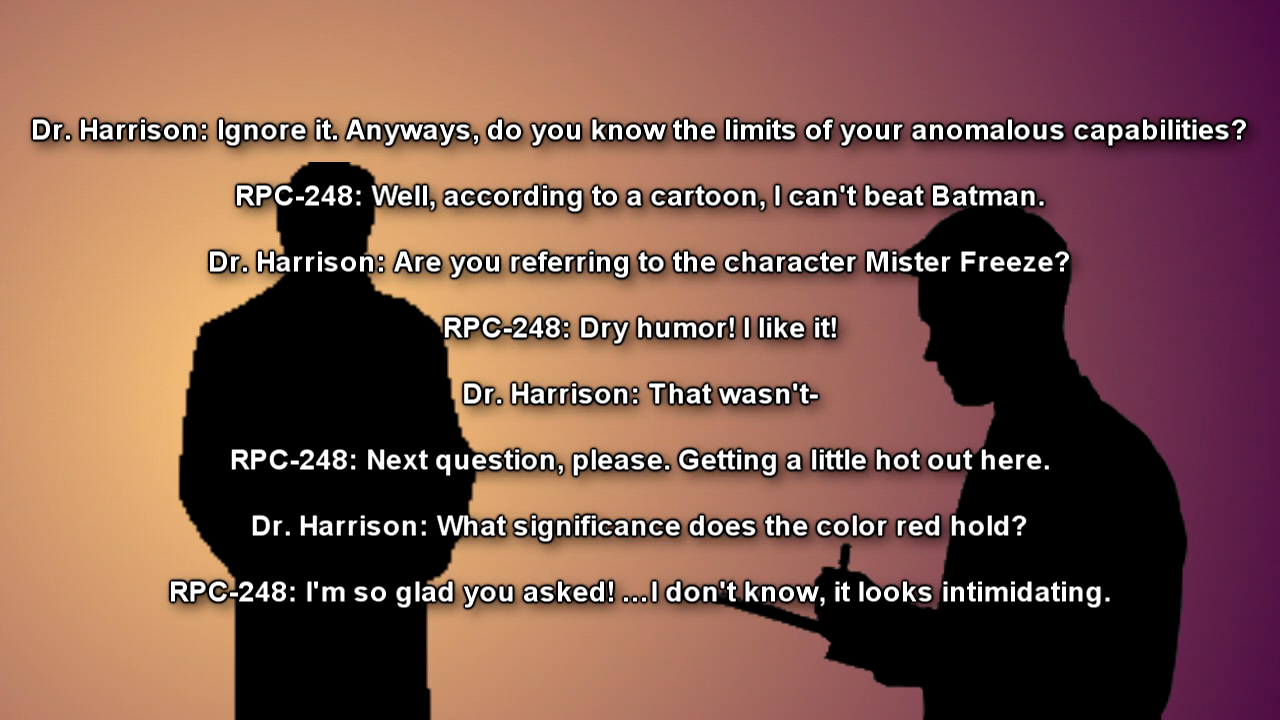 Dr. Harrison: Ignore it. Anyways, do you know the limits of your anomalous capabilities?
RPC-248: Well, according to a cartoon, I can't beat Batman.
Dr. Harrison: Are you referring to the character Mister Freeze?
RPC-248: Dry humor! I like it!
Dr. Harrison: That wasn't-
RPC-248: Next question, please. Getting a little hot out here.
Dr. Harrison: What significance does the color red hold?
RPC-248: I'm so glad you asked! ...I don't know, it looks intimidating.